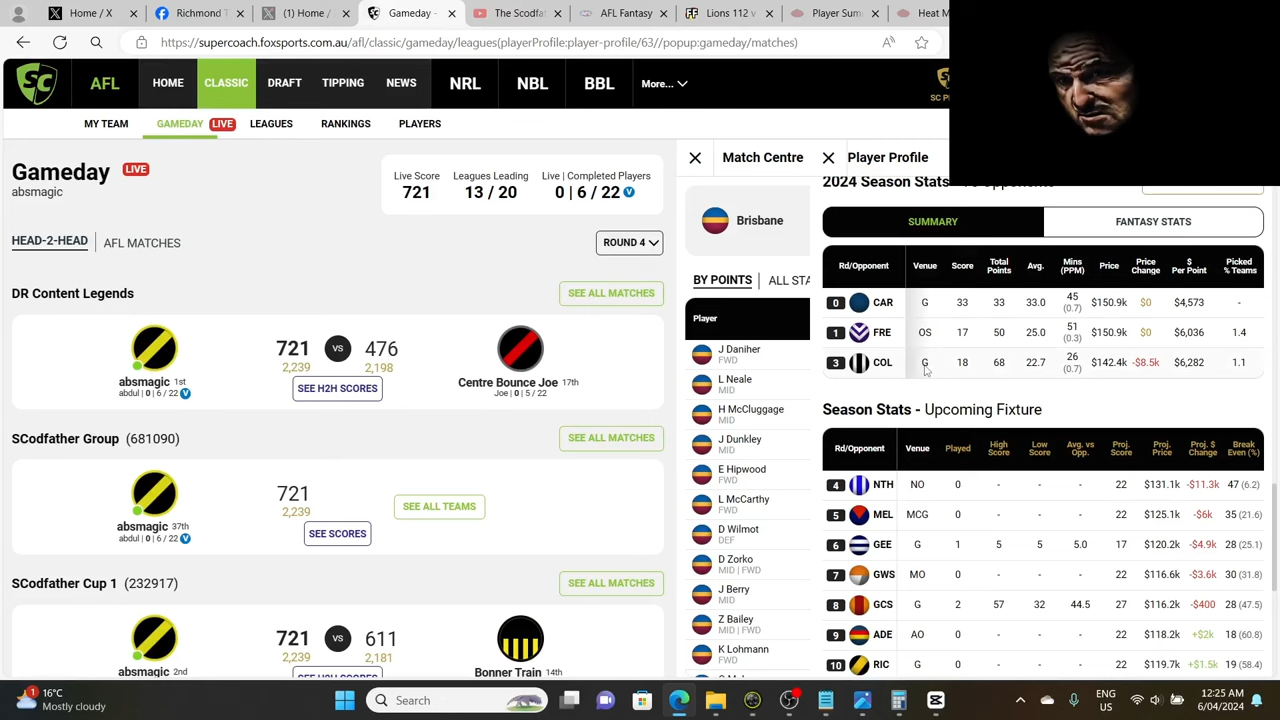 Home / X
Richmond T
(1) Home /
Gameday -
The Scodfat
AFL Fantasy
Lions 112 v
Player Sum
Heat M
https://supercoach.foxsports.com.au/afl/classic/gameday/leagues(playerProfile:player-profile/63//popup:gameday/matches)
SC AFL HOME CLASSIC DRAFT TIPPING NEWS NRL NBL BBL More...
MY TEAM GAMEDAY LIVE LEAGUES RANKINGS PLAYERS
Gameday LIVE
absmagic
Live Score Leagues Leading Live | Completed Players
721 13 / 20 0 | 6 / 22 V
HEAD-2-HEAD AFL MATCHES ROUND 4
DR Content Legends SEE ALL MATCHES
721 VS 476
2,239 2,198
SEE H2H SCORES
absmagic 1st
abdul | 0 | 6 / 22 V
Centre Bounce Joe 17th
Joe | 0 | 5 / 22
SCodfather Group (681090) SEE ALL MATCHES
721
2,239
SEE ALL TEAMS
SEE SCORES
absmagic 37th
abdul | 0 | 6 / 22 V
SCodfather Cup 1 (232917) SEE ALL MATCHES
721 VS 611
2,239 2,181
SEE H2H SCORES
absmagic 2nd
Bonner Train 14th
Match Centre
Brisbane
BY POINTS ALL STA
Player
J Daniher
FWD
L Neale
MID
H McCluggage
MID
J Dunkley
MID
E Hipwood
FWD
L McCarthy
FWD
D Wilmot
DEF
D Zorko
MID | FWD
J Berry
MID
Z Bailey
MID | FWD
K Lohmann
FWD
Player Profile
2024 Season Stats
SUMMARY FANTASY STATS
Rd/Opponent Venue Score Total Points Avg. Mins (PPM) Price Price Change $ Per Point Picked % Teams
0 CAR G 33 33 33.0 45 (0.7) $150.9k $0 $4,573 -
1 FRE OS 17 50 25.0 51 (0.3) $150.9k $0 $6,036 1.4
3 COL G 18 68 22.7 26 (0.7) $142.4k -$8.5k $6,282 1.1
Season Stats - Upcoming Fixture
Rd/Opponent Venue Played High Score Low Score Avg. vs Opp. Proj. Score Proj. Price Proj. $ Change Break Even (%)
4 NTH NO 0 - - - 22 $131.1k -$11.3k 47 (6.2)
5 MEL MCG 0 - - - 22 $125.1k -$6k 35 (21.6)
6 GEE G 1 5 5 5.0 17 $120.2k -$4.9k 28 (25.1)
7 GWS MO 0 - - - 22 $116.6k -$3.6k 30 (31.8)
8 GCS G 2 57 32 44.5 27 $116.2k -$400 28 (47.5)
9 ADE AO 0 - - - 22 $118.2k +$2k 18 (60.8)
10 RIC G 0 - - - 22 $119.7k +$1.5k 19 (58.4)
1
16°C
Mostly cloudy
Search
ENG
US
12:25 AM
6/04/2024